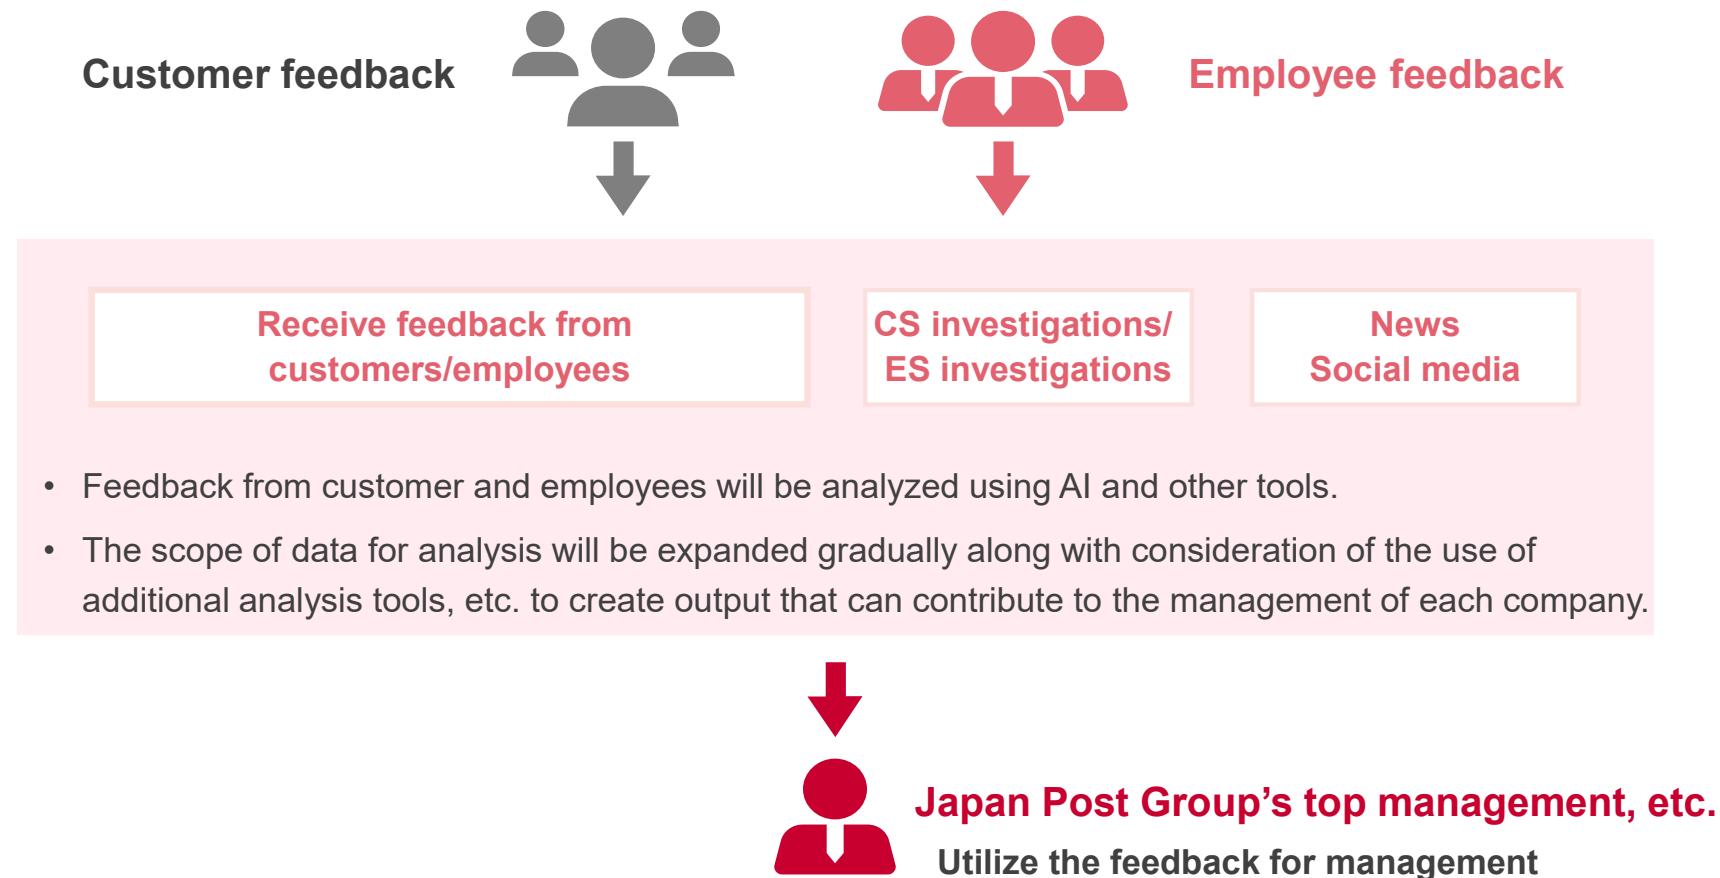 Customer feedback
Employee feedback
Receive feedback from
customers/employees
CS investigations/
ES investigations
News
Social media
• Feedback from customer and employees will be analyzed using AI and other tools.
• The scope of data for analysis will be expanded gradually along with consideration of the use of
additional analysis tools, etc. to create output that can contribute to the management of each company.
Japan Post Group’s top management, etc.
Utilize the feedback for management